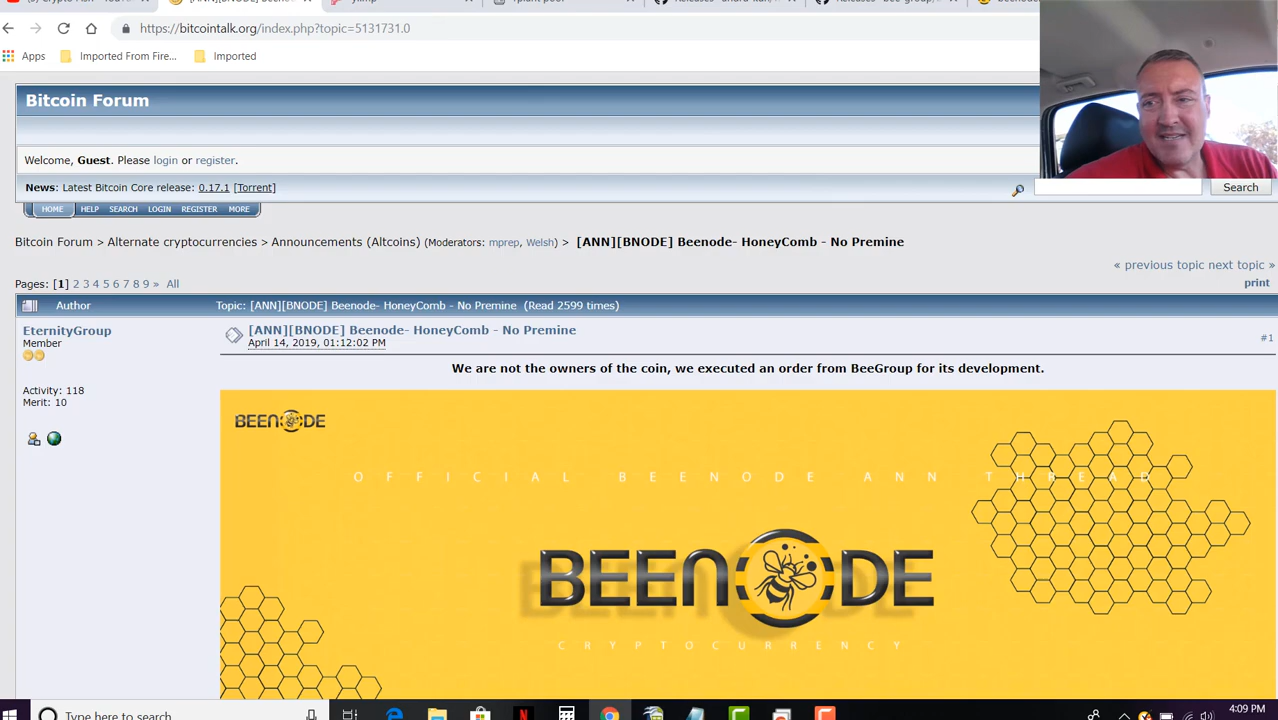 https://bitcointalk.org/index.php?topic=5131731.0
Apps Imported From Fire... Imported
Bitcoin Forum
Welcome, Guest. Please login or register.
News: Latest Bitcoin Core release: 0.17.1 [Torrent]
Search
HOME HELP SEARCH LOGIN REGISTER MORE
Bitcoin Forum > Alternate cryptocurrencies > Announcements (Altcoins) (Moderators: mprep, Welsh) > [ANN][BNODE] Beenode- HoneyComb - No Premine
« previous topic next topic »
Pages: [1] 2 3 4 5 6 7 8 9 » All
print
Author Topic: [ANN][BNODE] Beenode- HoneyComb - No Premine (Read 2599 times)
EternityGroup
Member
Activity: 118
Merit: 10
[ANN][BNODE] Beenode- HoneyComb - No Premine
April 14, 2019, 01:12:02 PM
#1
We are not the owners of the coin, we executed an order from BeeGroup for its development.
BEENODE
OFFICIAL BEENODE ANN THREAD
BEENODE
CRYPTOCURRENCY
Type here to search
4:09 PM